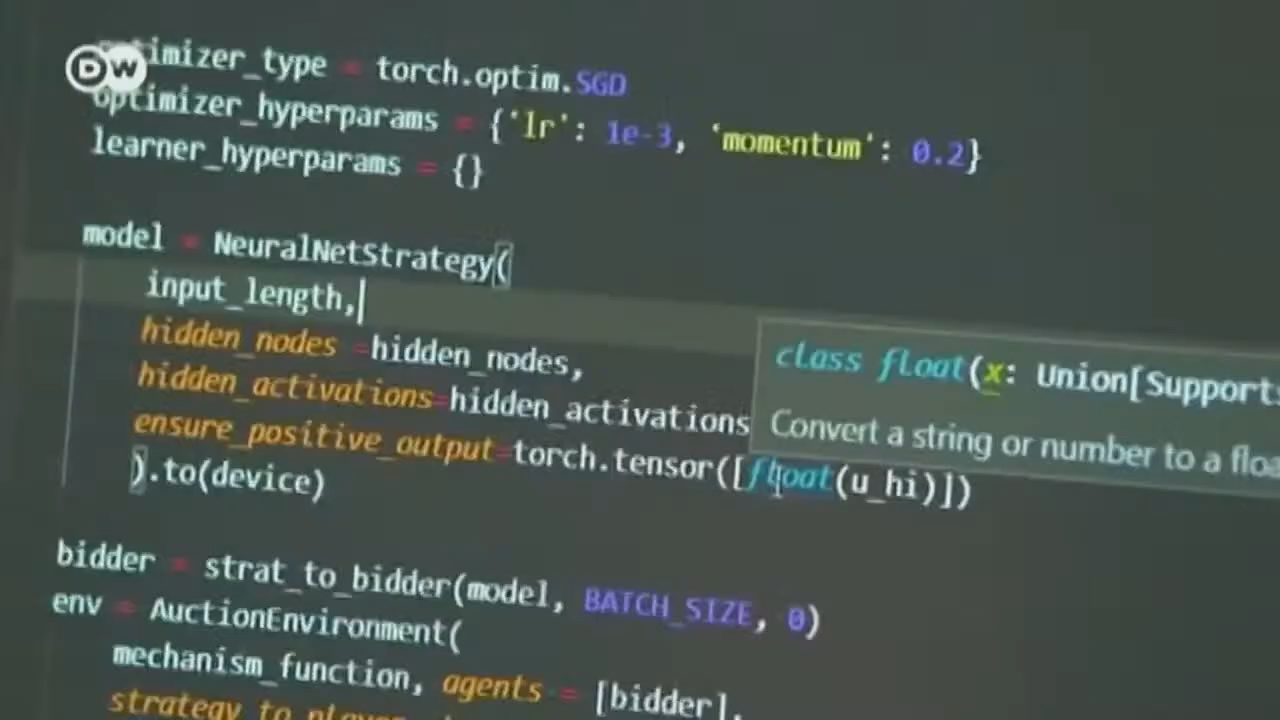 DW
optimizer_type = torch.optim.SGD
optimizer_hyperparams = {'lr': 1e-3, 'momentum': 0.2}
learner_hyperparams = {}
model = NeuralNetStrategy(
input_length,
hidden_nodes =hidden_nodes,
hidden_activations=hidden_activations
ensure_positive_output=torch.tensor([float(u_hi)])
).to(device)
class float(x: Union[Supports
Convert a string or number to a floa
bidder = strat_to_bidder(model, BATCH_SIZE, 0)
env = AuctionEnvironment(
mechanism_function, agents = [bidder],